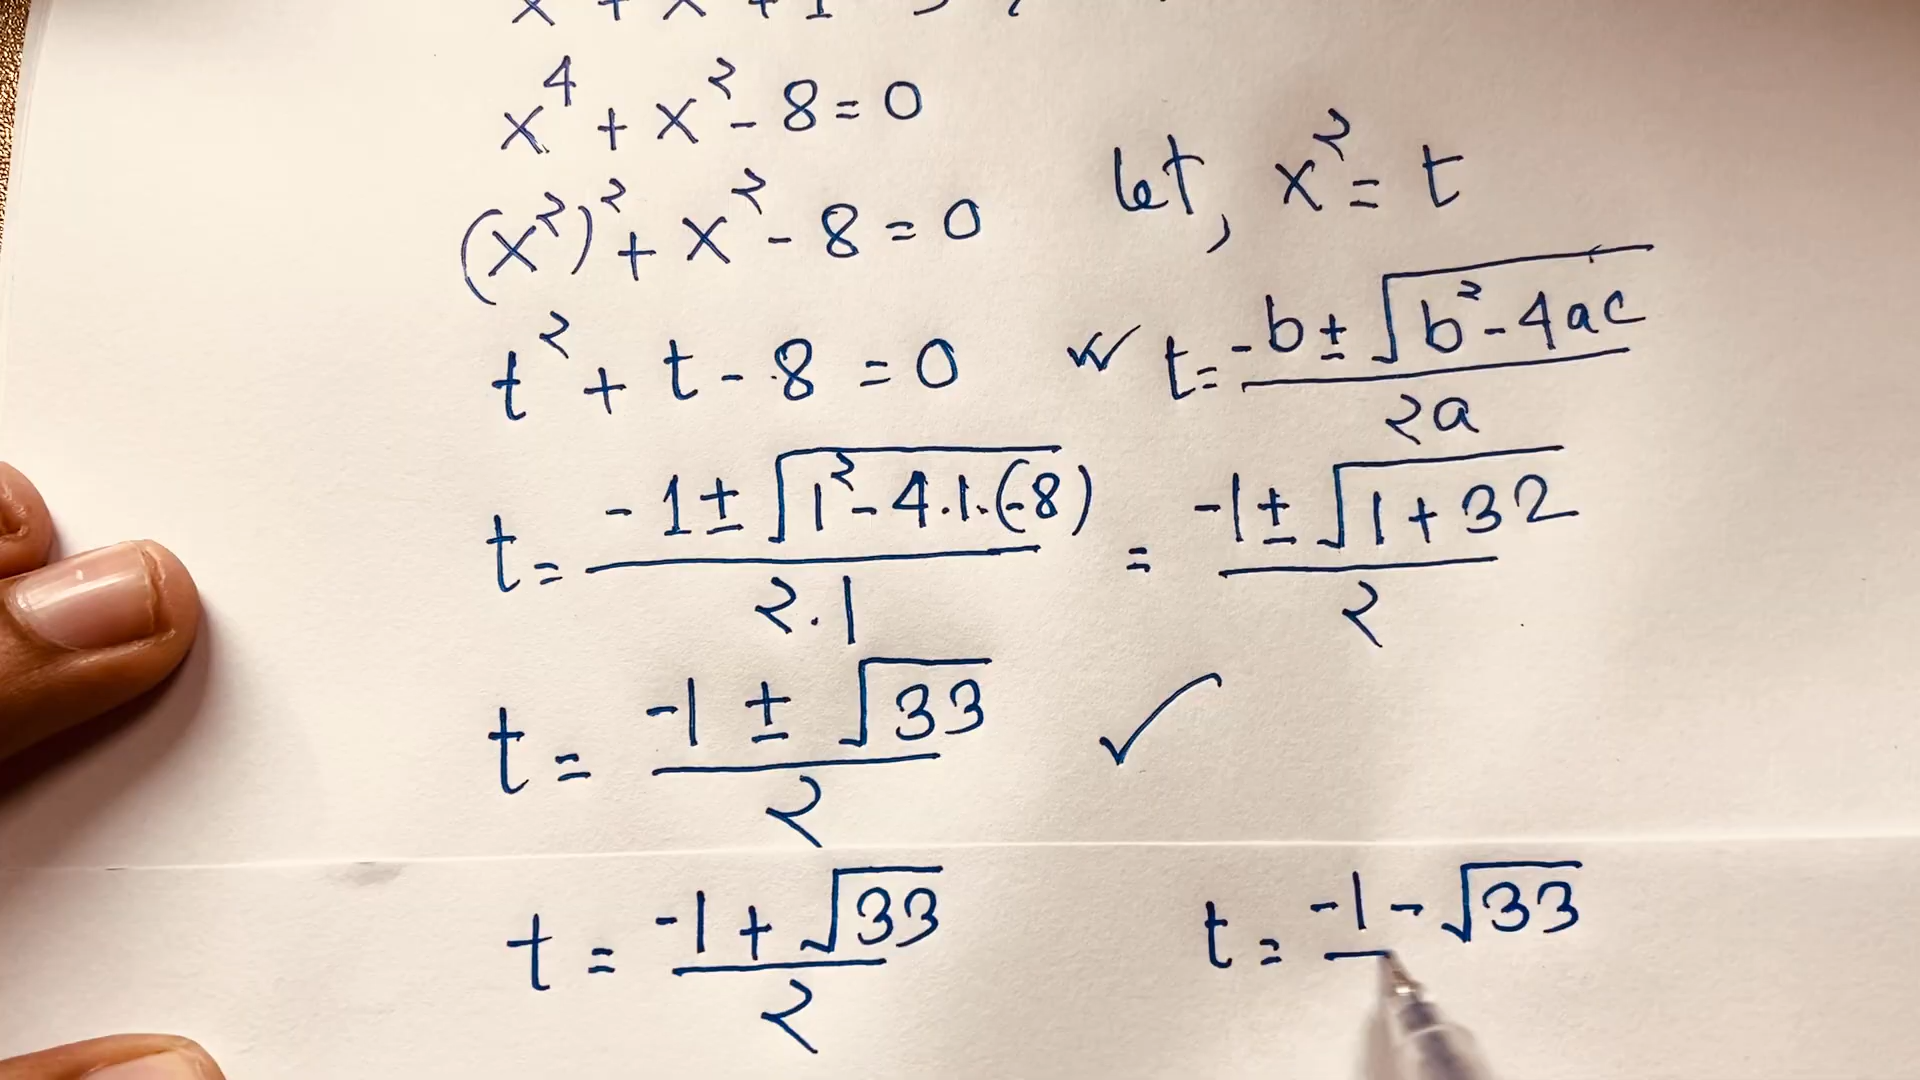 x⁴ + x² - 8 = 0
(x²)² + x² - 8 = 0
let, x² = t
t² + t - 8 = 0
t = (-b ± √(b² - 4ac)) / 2a
t = (-1 ± √(1² - 4.1.(-8))) / 2.1 = (-1 ± √(1 + 32)) / 2
t = (-1 ± √33) / 2
t = (-1 + √33) / 2
t = -1 - √33